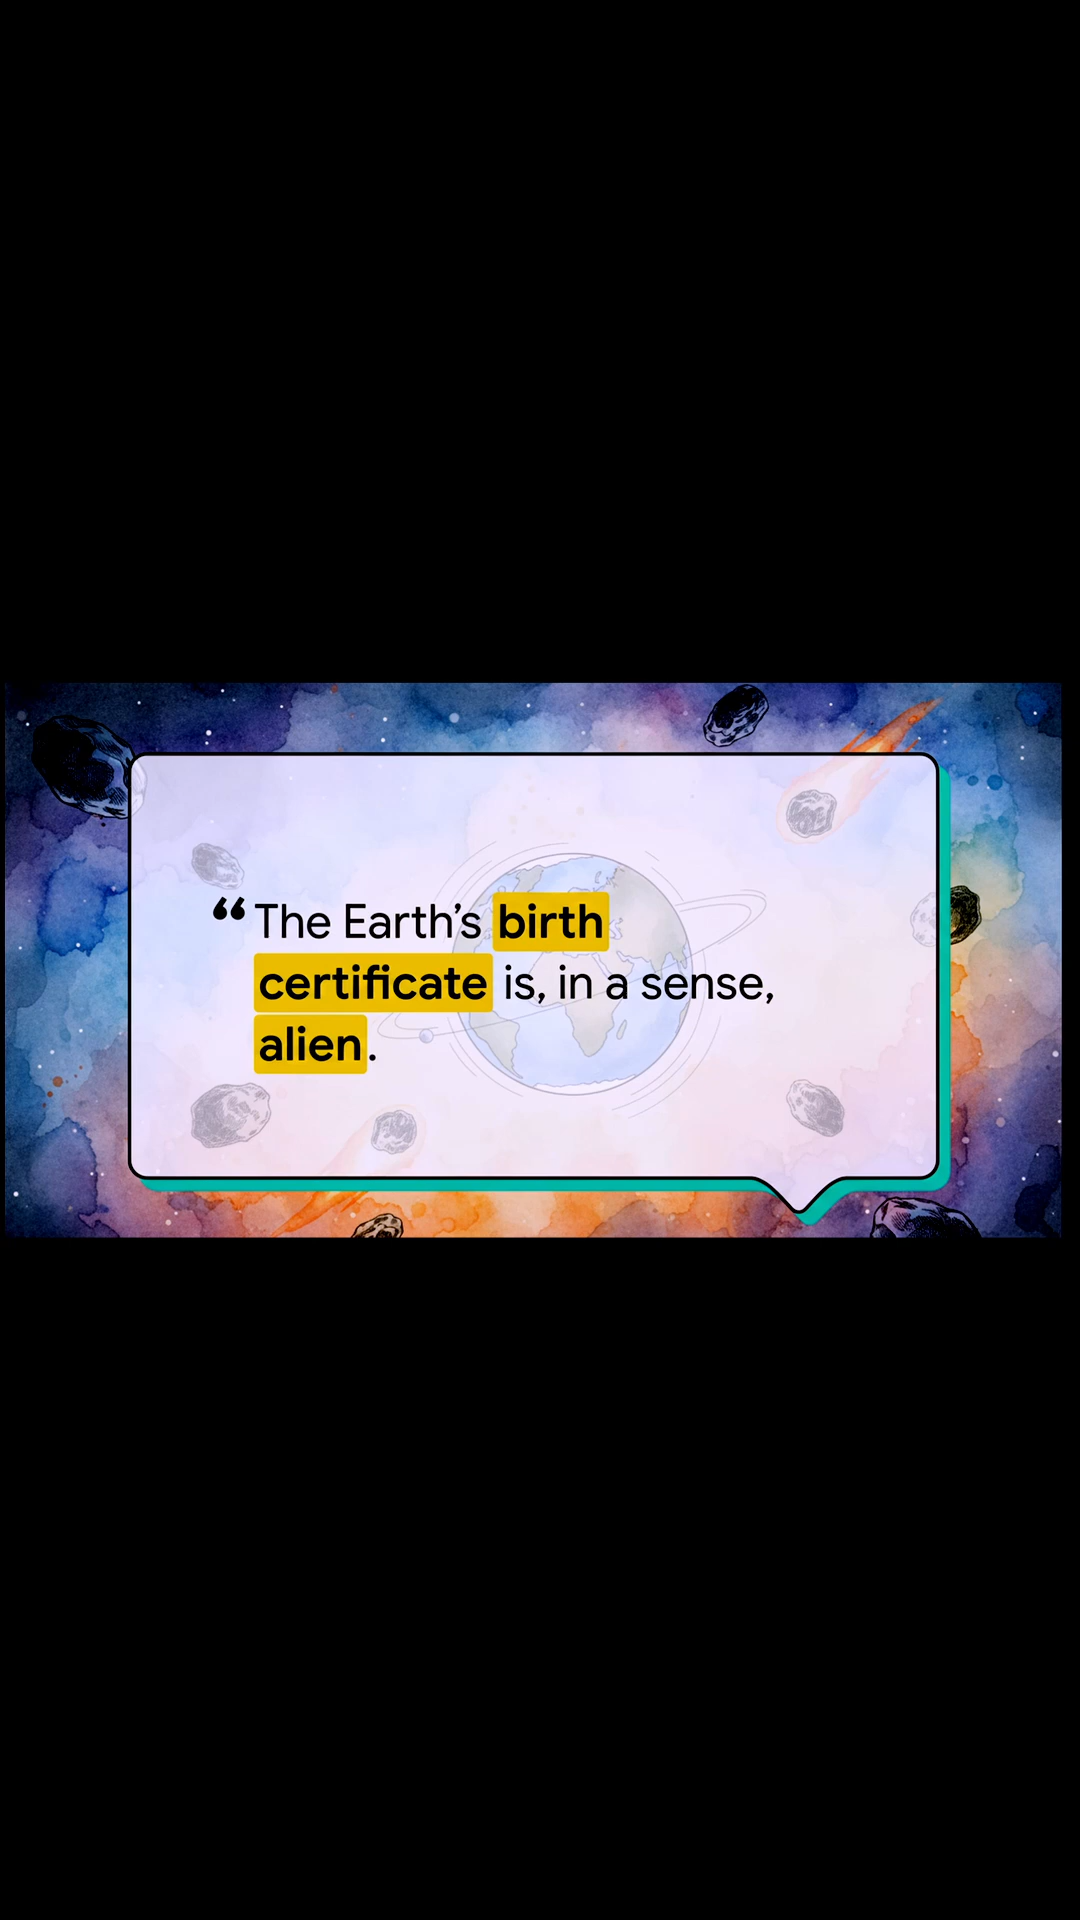 “The Earth’s birth
certificate is, in a sense,
alien.